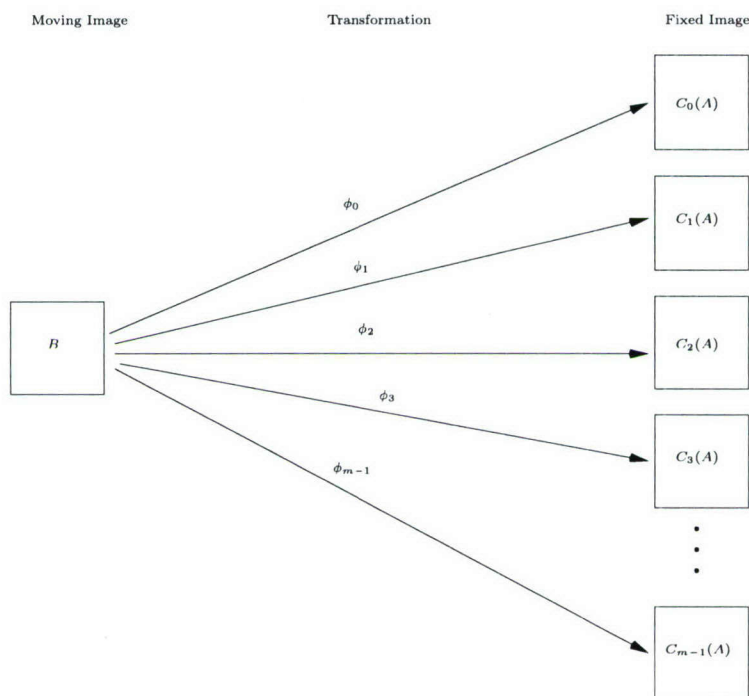 Moving Image Transformation Fixed Image
C₀(A)
ϕ₀
C₁(A)
ϕ₁
B
ϕ₂
C₂(A)
ϕ₃
C₃(A)
ϕₘ₋₁
Cₘ₋₁(A)